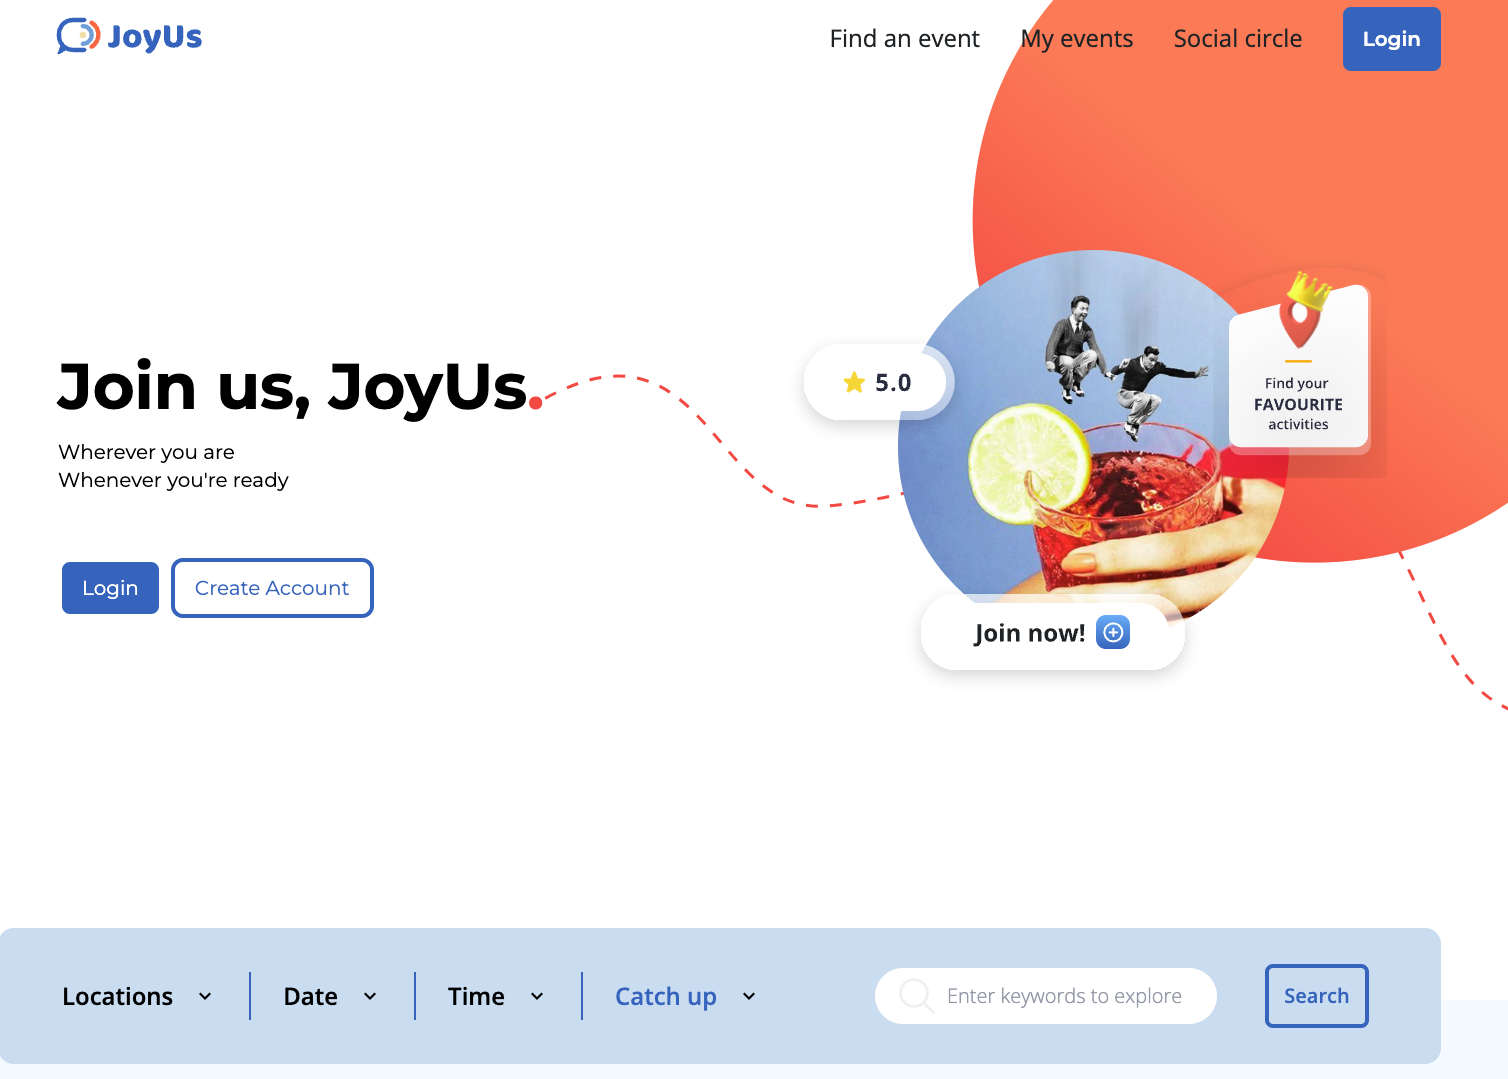 JoyUs
Find an event
My events
Social circle
Login
Join us, JoyUs.
Wherever you are
Whenever you're ready
Login
Create Account
5.0
Find your
FAVOURITE
activities
Join now!
Locations
Date
Time
Catch up
Enter keywords to explore
Search